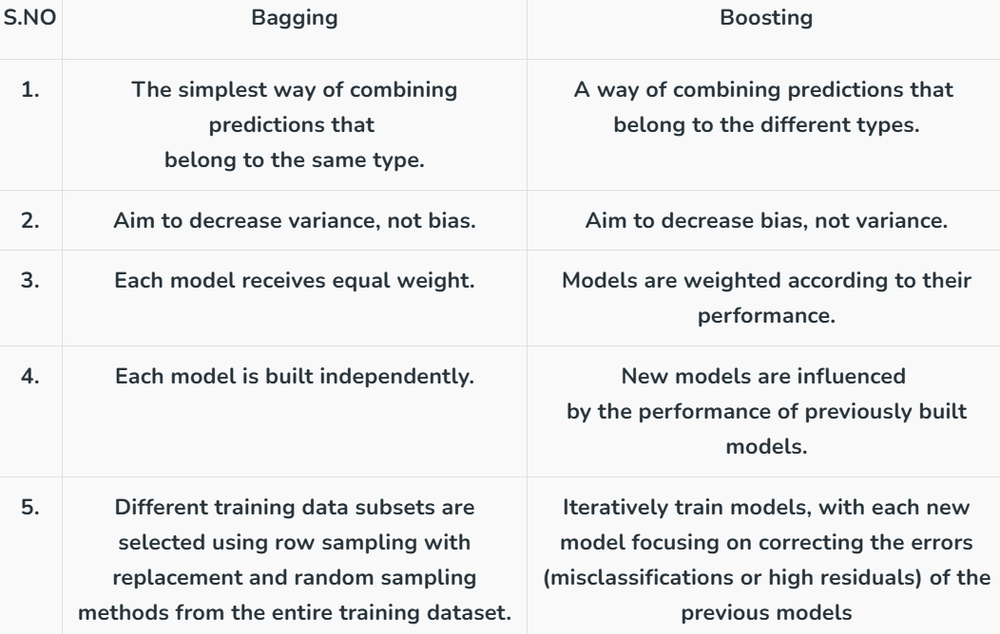 S.NO Bagging Boosting
1. The simplest way of combining
predictions that
belong to the same type.
A way of combining predictions that
belong to the different types.
2. Aim to decrease variance, not bias. Aim to decrease bias, not variance.
3. Each model receives equal weight.
Models are weighted according to their
performance.
4. Each model is built independently.
New models are influenced
by the performance of previously built
models.
5. Different training data subsets are
selected using row sampling with
replacement and random sampling
methods from the entire training dataset.
Iteratively train models, with each new
model focusing on correcting the errors
(misclassifications or high residuals) of the
previous models